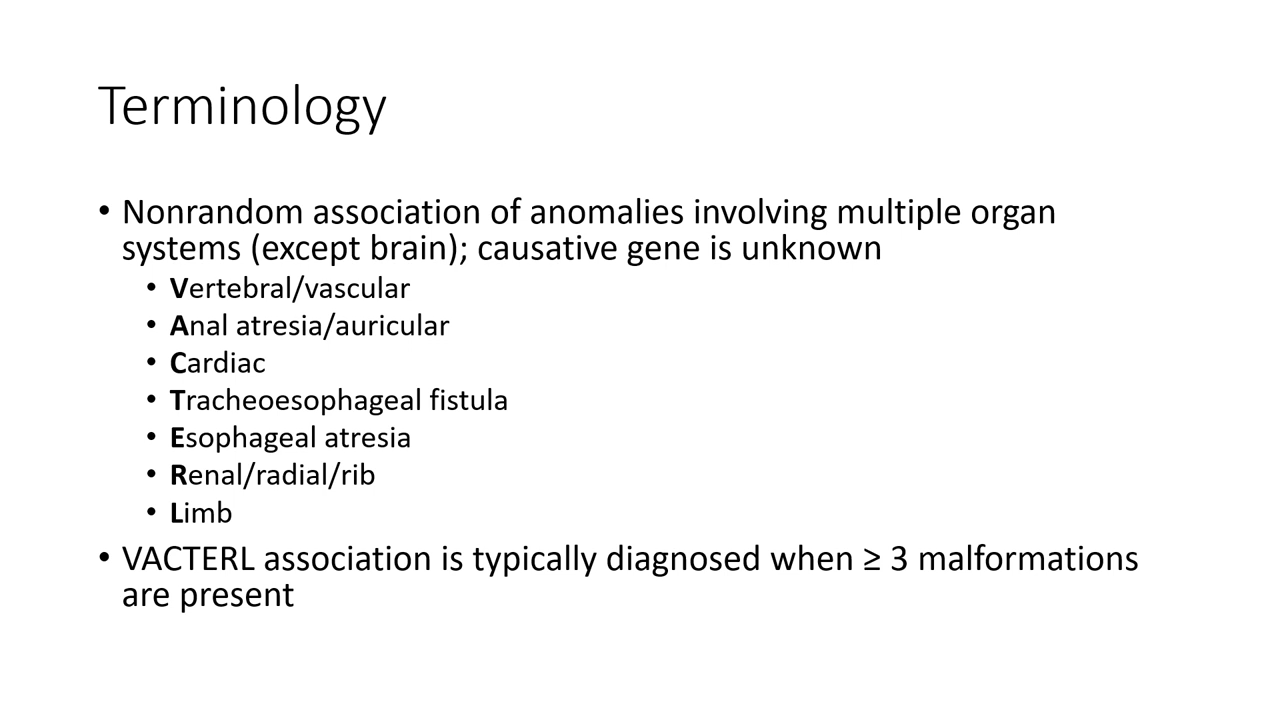 Terminology
• Nonrandom association of anomalies involving multiple organ
systems (except brain); causative gene is unknown
• Vertebral/vascular
• Anal atresia/auricular
• Cardiac
• Tracheoesophageal fistula
• Esophageal atresia
• Renal/radial/rib
• Limb
• VACTERL association is typically diagnosed when ≥ 3 malformations
are present